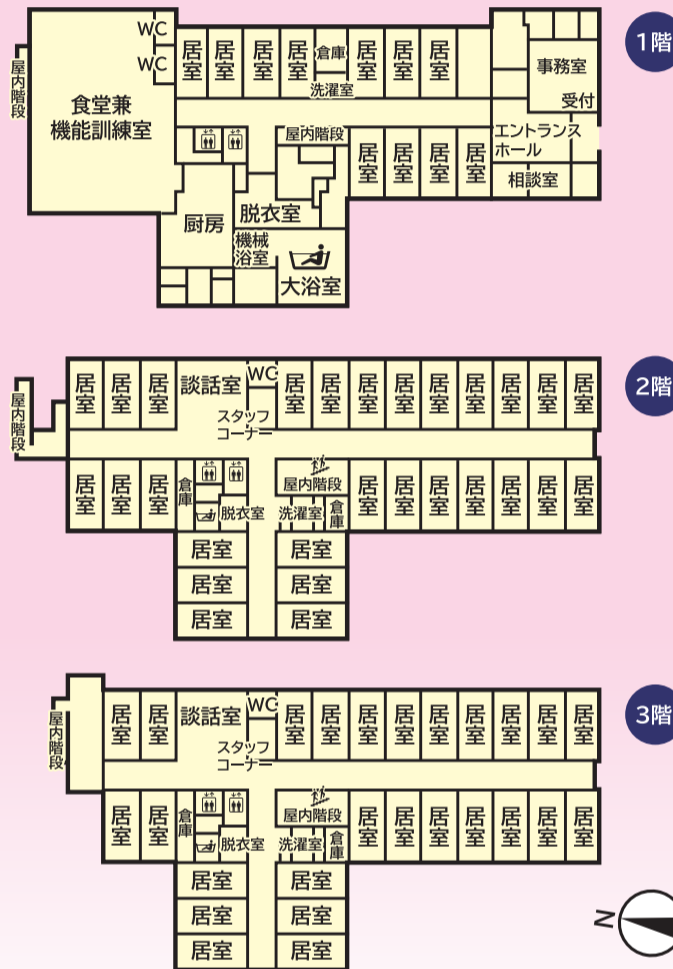 1階
WC
WC
屋内階段
食堂兼
機能訓練室
居室
居室
居室
居室
倉庫
居室
居室
居室
洗濯室
事務室
受付
エントランス
ホール
相談室
屋内階段
居室
居室
居室
居室
厨房
脱衣室
機械
浴室
大浴室
2階
屋内階段
居室
居室
居室
談話室
WC
居室
居室
居室
居室
居室
居室
居室
居室
居室
スタッフ
コーナー
居室
居室
居室
倉庫
脱衣室
屋内階段
洗濯室
倉庫
居室
居室
居室
居室
居室
居室
居室
居室
居室
居室
居室
居室
居室
3階
屋内階段
居室
居室
談話室
WC
居室
居室
居室
居室
居室
居室
居室
居室
居室
スタッフ
コーナー
居室
居室
倉庫
脱衣室
屋内階段
洗濯室
倉庫
居室
居室
居室
居室
居室
居室
居室
居室
居室
居室
居室
居室
居室
N